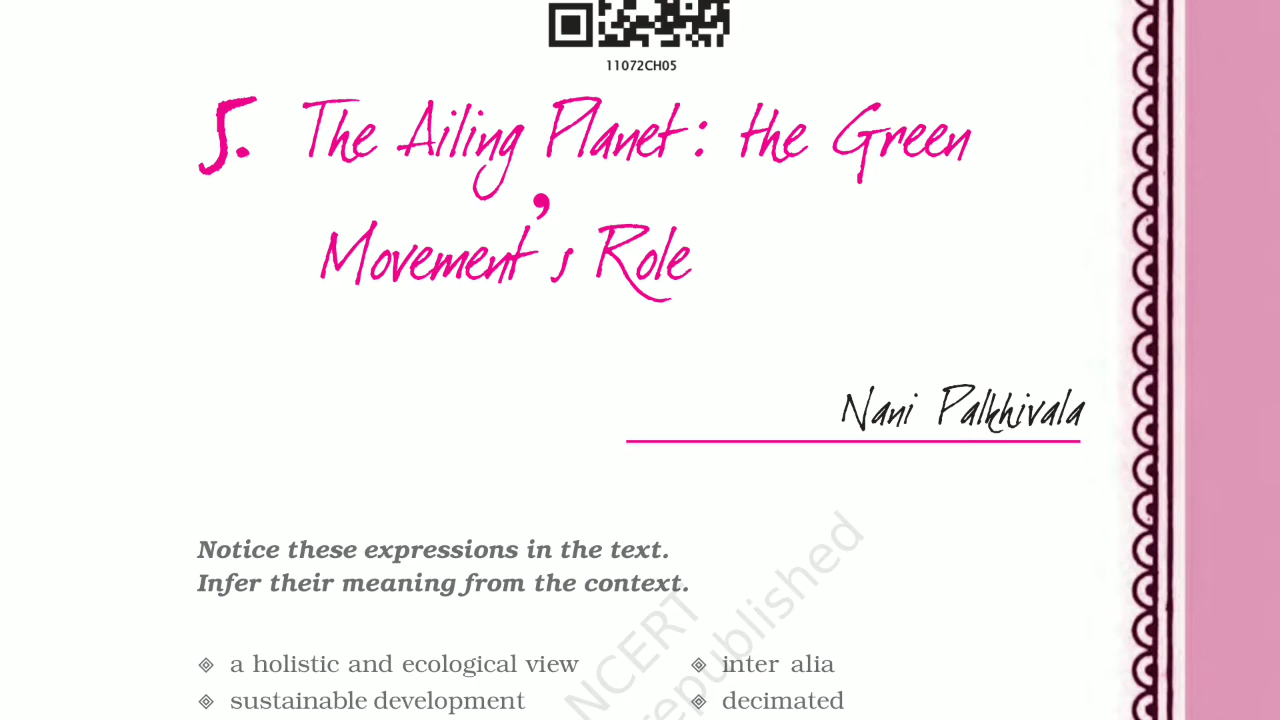 11072CH05
5. The Ailing Planet: the Green
Movement's Role
Nani Palkhivala
Notice these expressions in the text.
Infer their meaning from the context.
a holistic and ecological view
inter alia
sustainable development
decimated
NCERT
republished